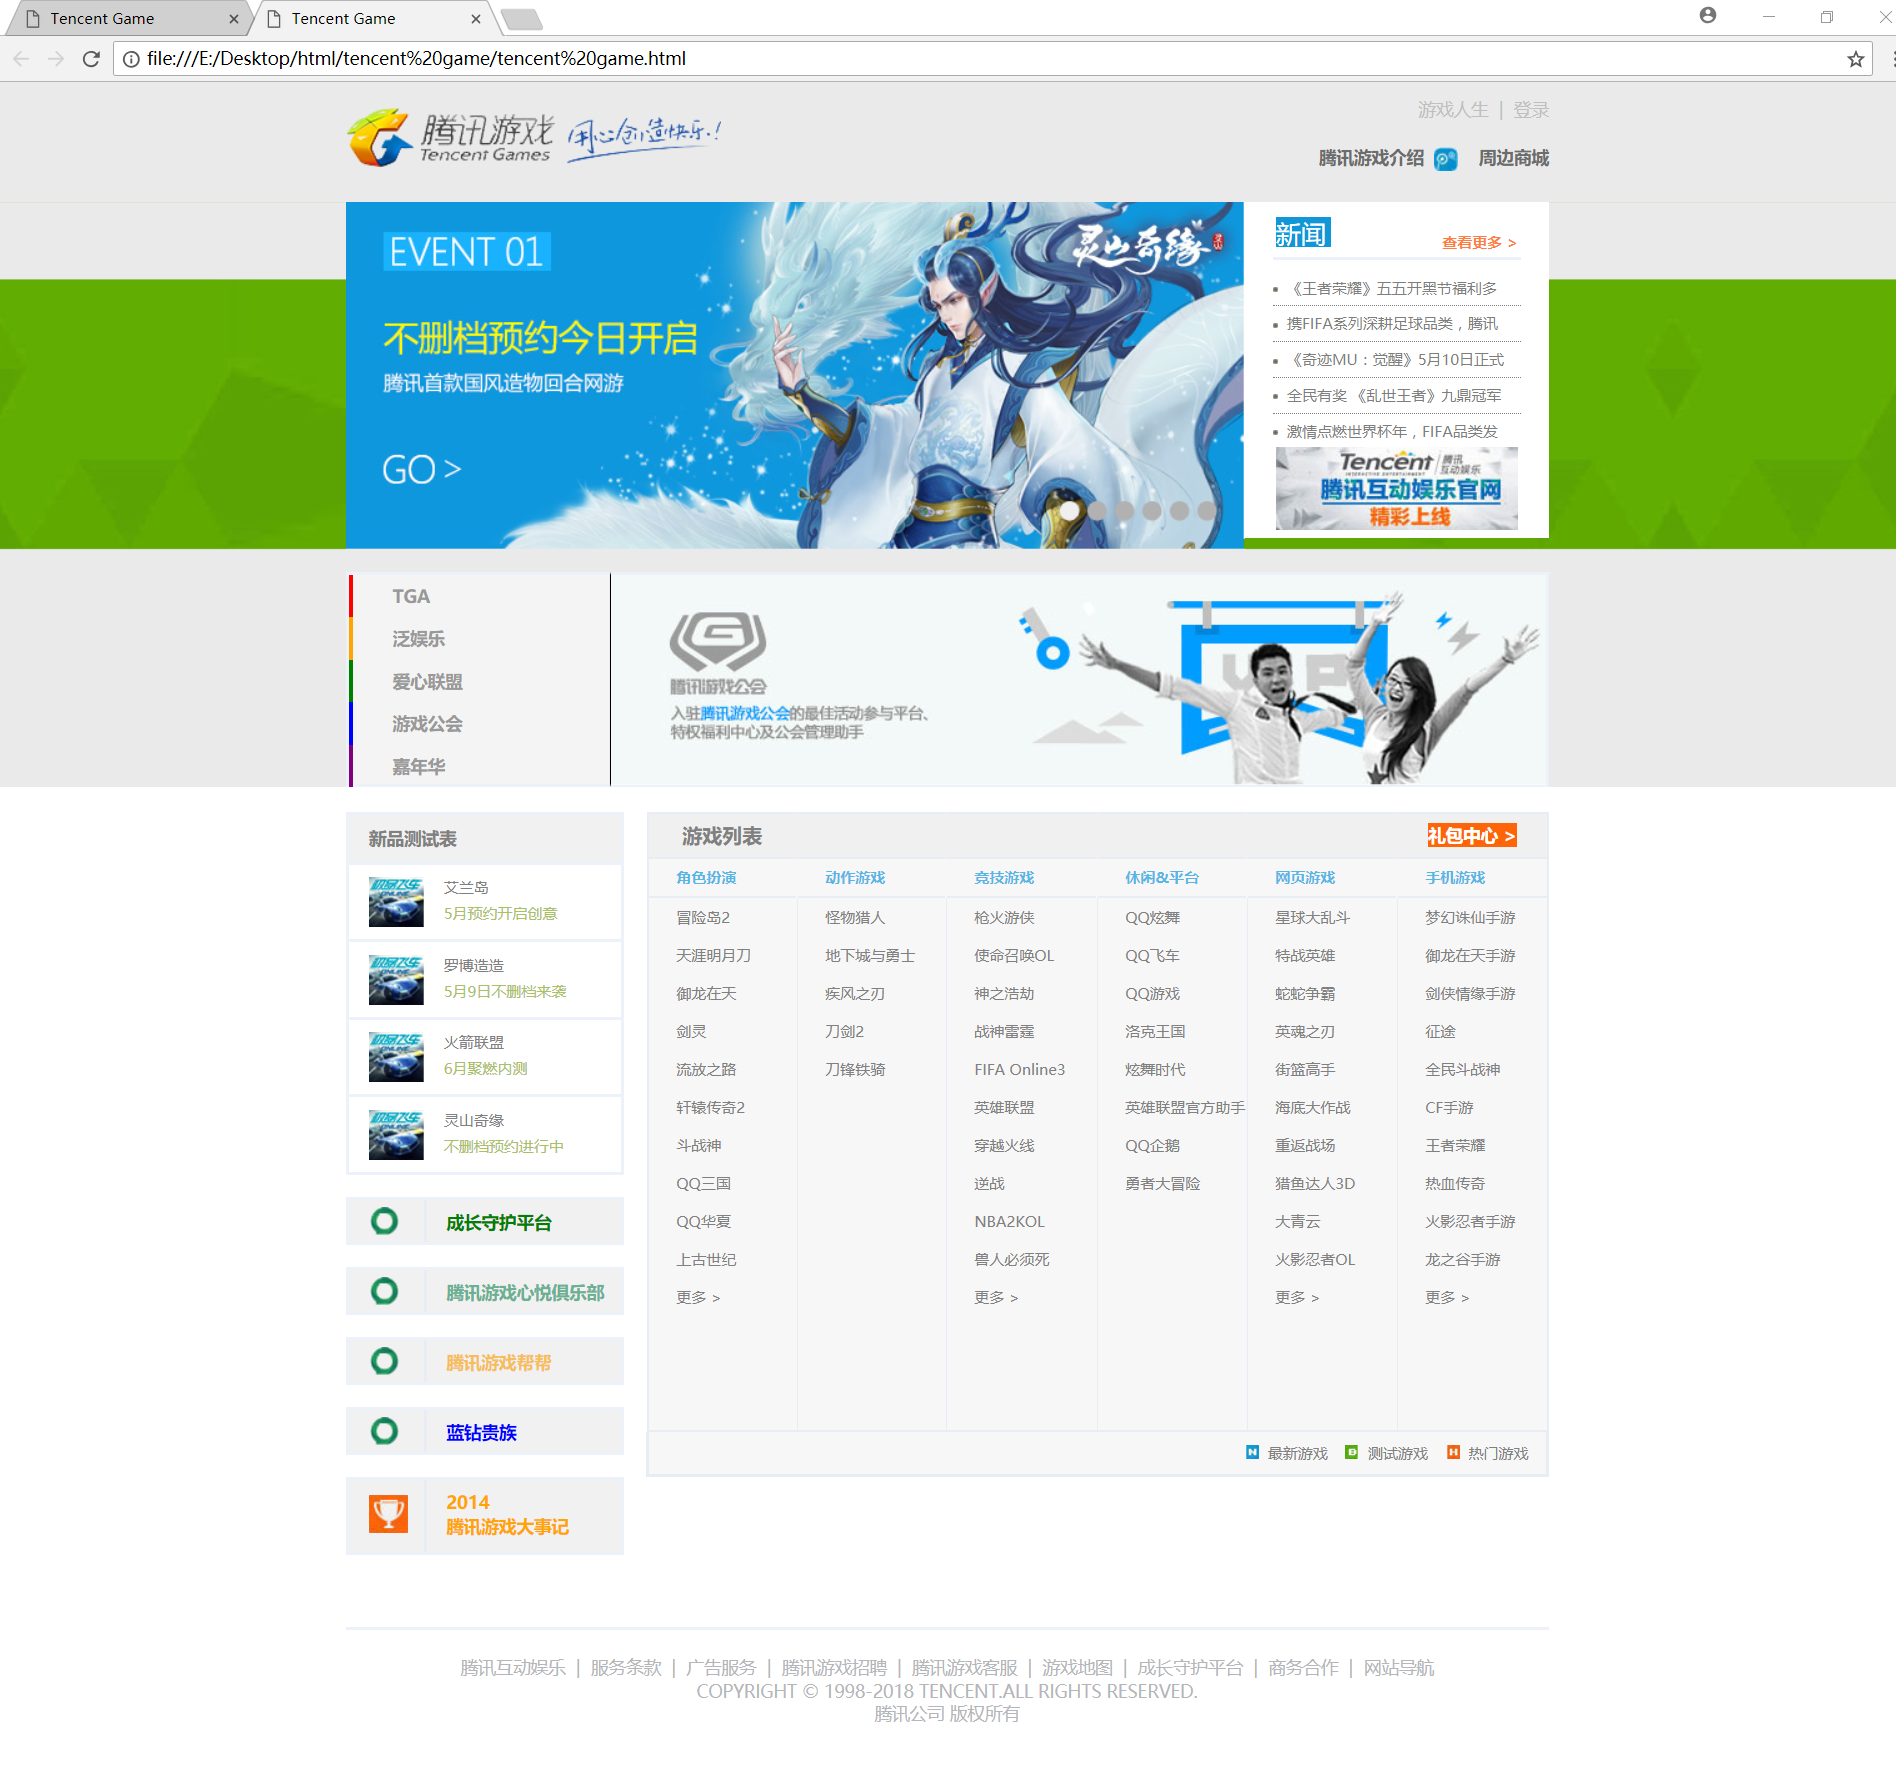 Tencent Game
Tencent Game
file:///E:/Desktop/html/tencent%20game/tencent%20game.html
腾讯游戏
Tencent Games
用心创造快乐!
游戏人生 | 登录
腾讯游戏介绍 周边商城
EVENT 01
不删档预约今日开启
腾讯首款国风造物回合网游
GO >
灵山奇缘
新闻
查看更多 >
《王者荣耀》五五开黑节福利多
携FIFA系列深耕足球品类，腾讯
《奇迹MU：觉醒》5月10日正式
全民有奖 《乱世王者》九鼎冠军
激情点燃世界杯年，FIFA品类发
Tencent 腾讯互动娱乐
INTERACTIVE ENTERTAINMENT
腾讯互动娱乐官网
精彩上线
TGA
泛娱乐
爱心联盟
游戏公会
嘉年华
腾讯游戏公会
入驻腾讯游戏公会的最佳活动参与平台、
特权福利中心及公会管理助手
VIP
新品测试表
艾兰岛
5月预约开启创意
罗博造造
5月9日不删档来袭
火箭联盟
6月聚燃内测
灵山奇缘
不删档预约进行中
成长守护平台
腾讯游戏心悦俱乐部
腾讯游戏帮帮
蓝钻贵族
2014
腾讯游戏大事记
游戏列表
礼包中心 >
角色扮演 动作游戏 竞技游戏 休闲&平台 网页游戏 手机游戏
冒险岛2 怪物猎人 枪火游侠 QQ炫舞 星球大乱斗 梦幻诛仙手游
天涯明月刀 地下城与勇士 使命召唤OL QQ飞车 特战英雄 御龙在天手游
御龙在天 疾风之刃 神之浩劫 QQ游戏 蛇蛇争霸 剑侠情缘手游
剑灵 刀剑2 战神雷霆 洛克王国 英魂之刃 征途
流放之路 刀锋铁骑 FIFA Online3 炫舞时代 街篮高手 全民斗战神
轩辕传奇2 英雄联盟 英雄联盟官方助手 海底大作战 CF手游
斗战神 穿越火线 QQ企鹅 重返战场 王者荣耀
QQ三国 逆战 勇者大冒险 猎鱼达人3D 热血传奇
QQ华夏 NBA2KOL 大青云 火影忍者手游
上古世纪 兽人必须死 火影忍者OL 龙之谷手游
更多 > 更多 > 更多 > 更多 >
N 最新游戏 B 测试游戏 H 热门游戏
腾讯互动娱乐 | 服务条款 | 广告服务 | 腾讯游戏招聘 | 腾讯游戏客服 | 游戏地图 | 成长守护平台 | 商务合作 | 网站导航
COPYRIGHT © 1998-2018 TENCENT.ALL RIGHTS RESERVED.
腾讯公司 版权所有